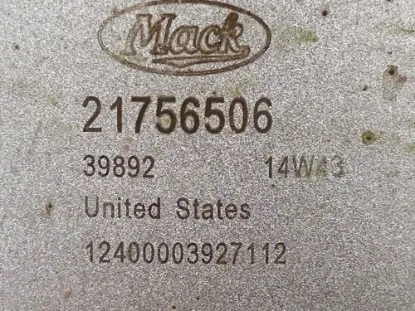 Mack
21756506
39892 14W43
United States
12400003927112